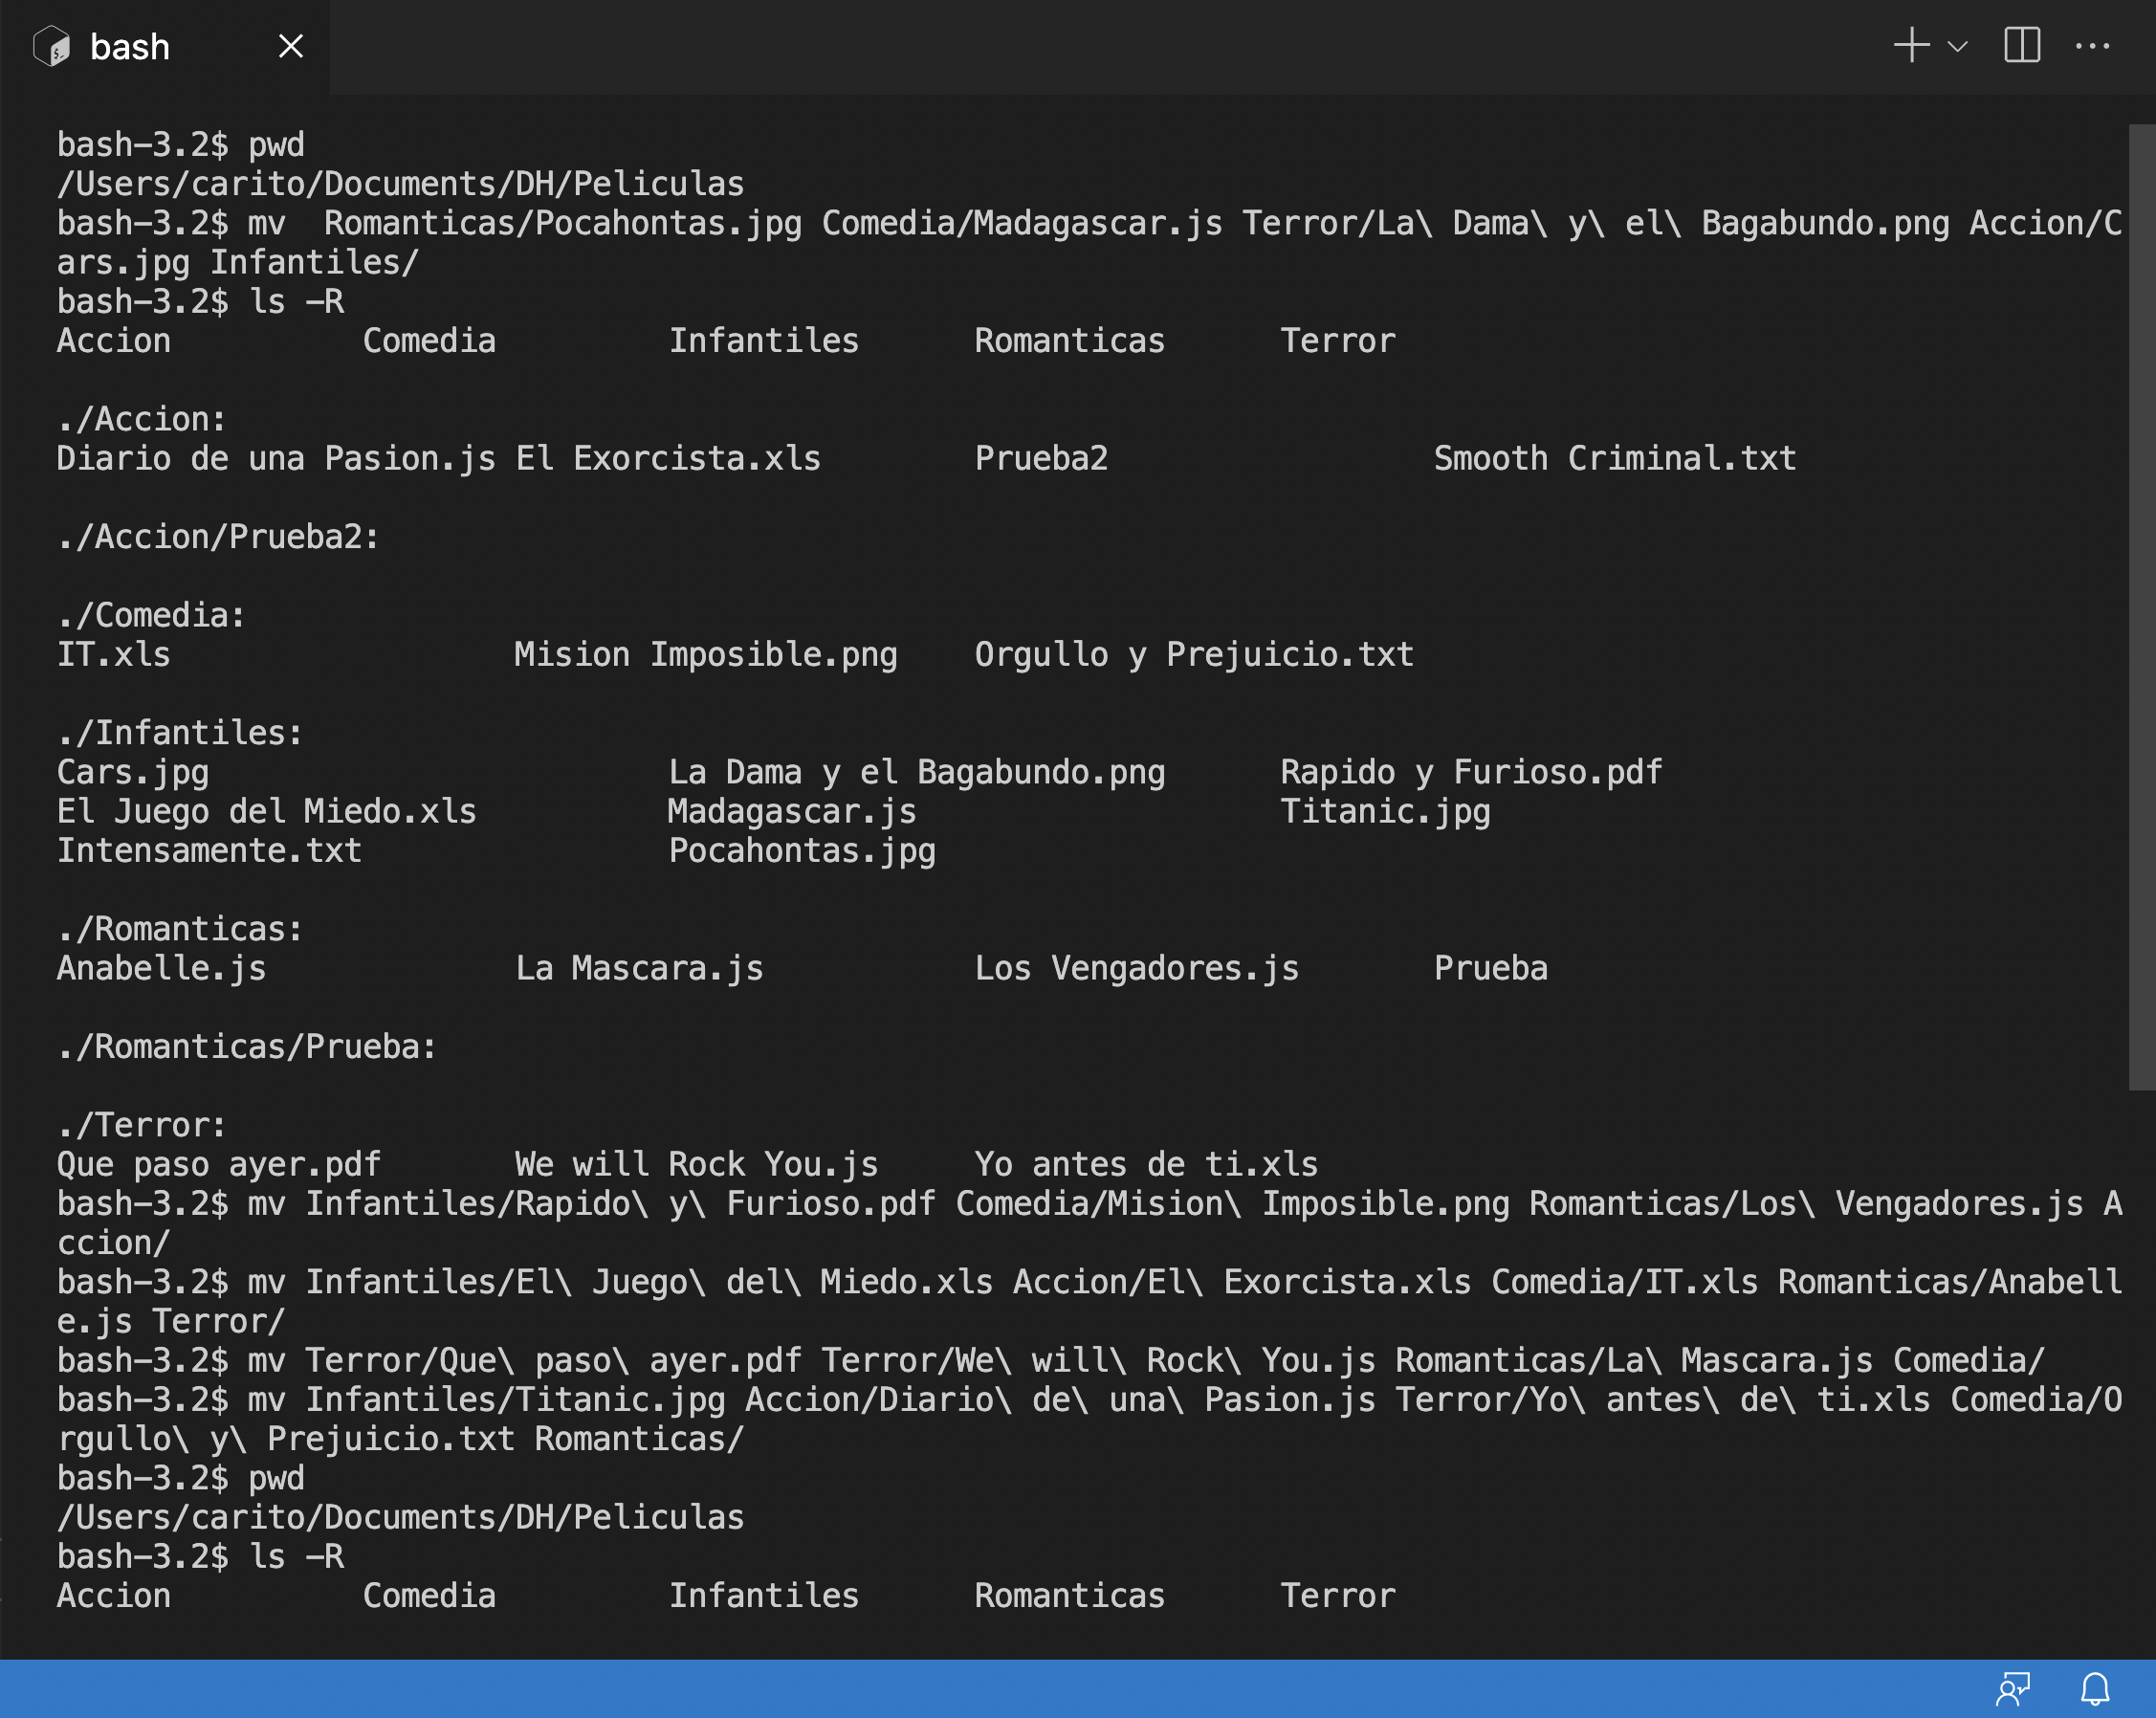 bash
bash-3.2$ pwd
/Users/carito/Documents/DH/Peliculas
bash-3.2$ mv  Romanticas/Pocahontas.jpg Comedia/Madagascar.js Terror/La\ Dama\ y\ el\ Bagabundo.png Accion/C
ars.jpg Infantiles/
bash-3.2$ ls -R
Accion          Comedia         Infantiles      Romanticas      Terror

./Accion:
Diario de una Pasion.js El Exorcista.xls        Prueba2                 Smooth Criminal.txt

./Accion/Prueba2:

./Comedia:
IT.xls                  Mision Imposible.png    Orgullo y Prejuicio.txt

./Infantiles:
Cars.jpg                        La Dama y el Bagabundo.png      Rapido y Furioso.pdf
El Juego del Miedo.xls          Madagascar.js                   Titanic.jpg
Intensamente.txt                Pocahontas.jpg

./Romanticas:
Anabelle.js             La Mascara.js           Los Vengadores.js       Prueba

./Romanticas/Prueba:

./Terror:
Que paso ayer.pdf       We will Rock You.js     Yo antes de ti.xls
bash-3.2$ mv Infantiles/Rapido\ y\ Furioso.pdf Comedia/Mision\ Imposible.png Romanticas/Los\ Vengadores.js A
ccion/
bash-3.2$ mv Infantiles/El\ Juego\ del\ Miedo.xls Accion/El\ Exorcista.xls Comedia/IT.xls Romanticas/Anabell
e.js Terror/
bash-3.2$ mv Terror/Que\ paso\ ayer.pdf Terror/We\ will\ Rock\ You.js Romanticas/La\ Mascara.js Comedia/
bash-3.2$ mv Infantiles/Titanic.jpg Accion/Diario\ de\ una\ Pasion.js Terror/Yo\ antes\ de\ ti.xls Comedia/O
rgullo\ y\ Prejuicio.txt Romanticas/
bash-3.2$ pwd
/Users/carito/Documents/DH/Peliculas
bash-3.2$ ls -R
Accion          Comedia         Infantiles      Romanticas      Terror